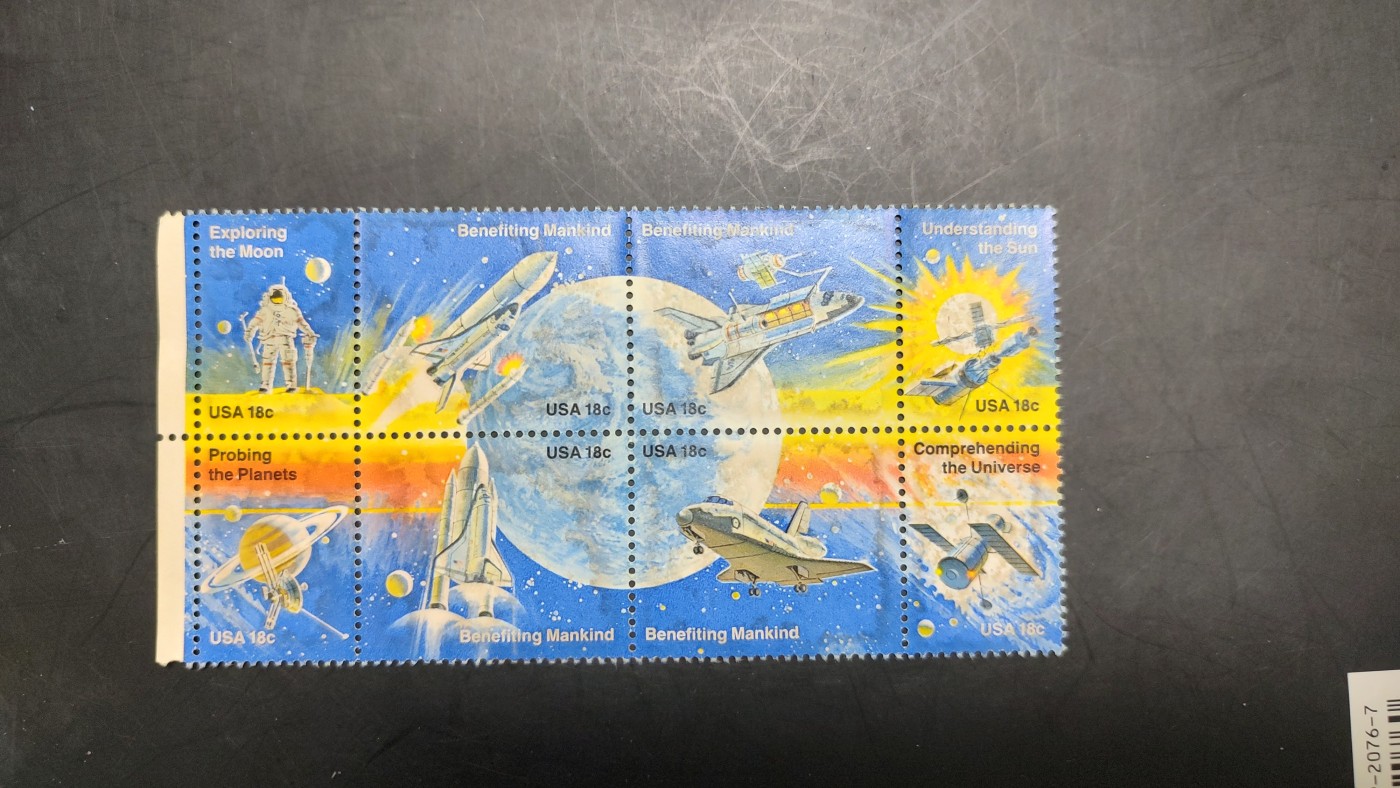 Exploring
the Moon
USA 18c
Benefiting Mankind
USA 18c
Benefiting Mankind
USA 18c
Understanding
the Sun
USA 18c
Probing
the Planets
USA 18c
USA 18c
Benefiting Mankind
USA 18c
Benefiting Mankind
Comprehending
the Universe
USA 18c
-2076-7